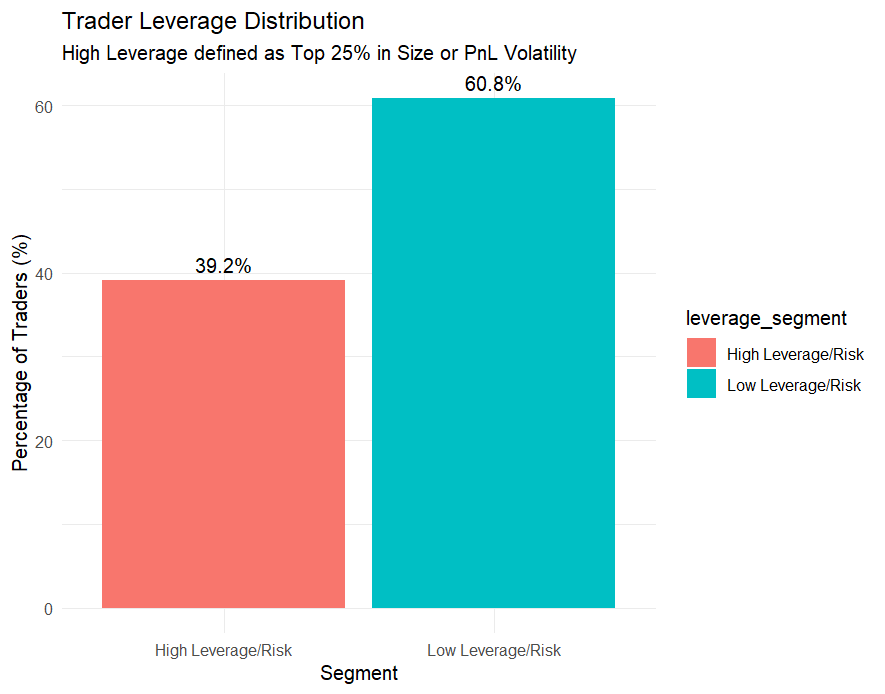 Trader Leverage Distribution
High Leverage defined as Top 25% in Size or PnL Volatility
60.8%
60
39.2%
40
20
0
Percentage of Traders (%)
High Leverage/Risk
Low Leverage/Risk
Segment
leverage_segment
High Leverage/Risk
Low Leverage/Risk